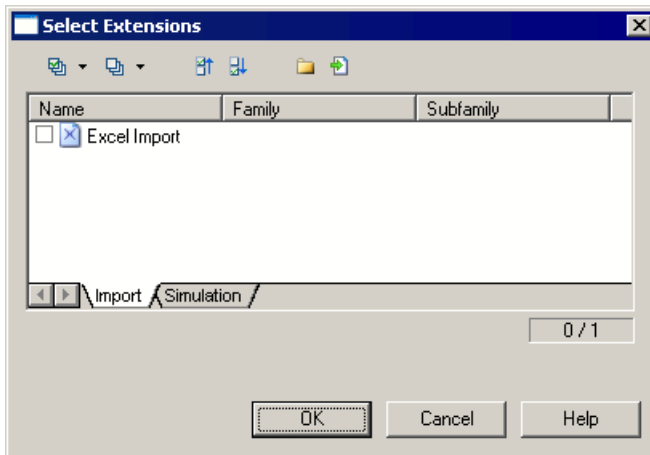 Select Extensions
Name Family Subfamily
Excel Import
Import Simulation
0 / 1
OK Cancel Help